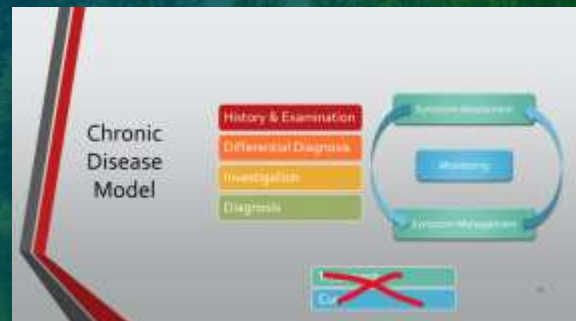 Chronic
Disease
Model
History & Examination
Differential Diagnosis
Investigation
Diagnosis
Symptom Assessment
Monitoring
Symptom Management